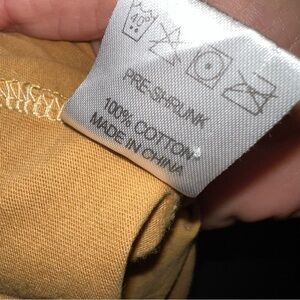 40°
PRE-SHRUNK
100% COTTON
MADE IN CHINA